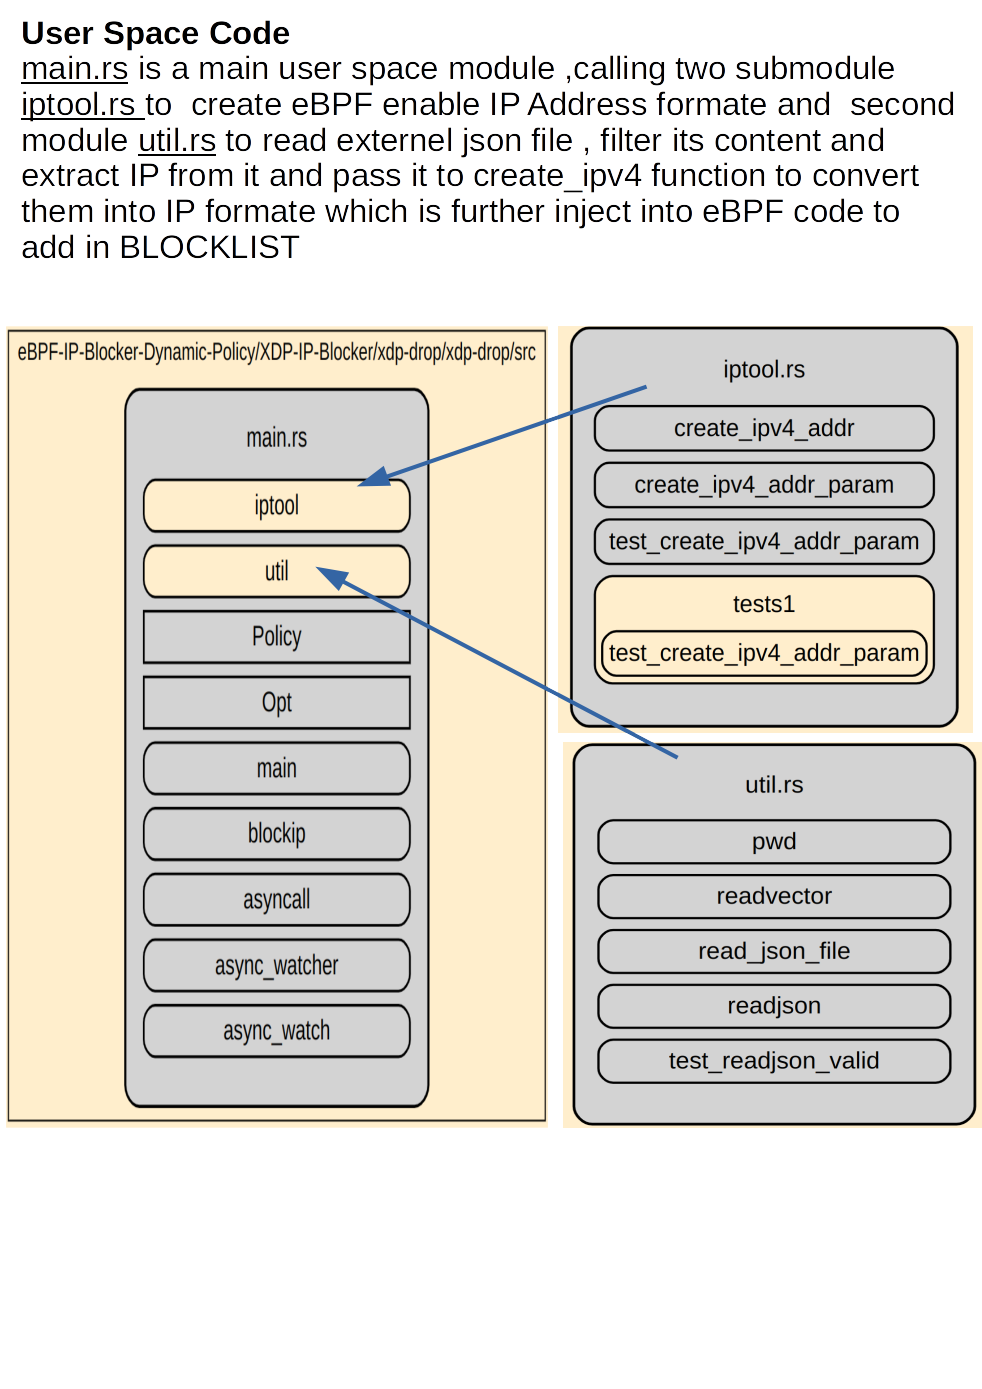 User Space Code
main.rs is a main user space module ,calling two submodule
iptool.rs to  create eBPF enable IP Address formate and  second
module util.rs to read externel json file , filter its content and
extract IP from it and pass it to create_ipv4 function to convert
them into IP formate which is further inject into eBPF code to
add in BLOCKLIST
eBPF-IP-Blocker-Dynamic-Policy/XDP-IP-Blocker/xdp-drop/xdp-drop/src
main.rs
iptool
util
Policy
Opt
main
blockip
asyncall
async_watcher
async_watch
iptool.rs
create_ipv4_addr
create_ipv4_addr_param
test_create_ipv4_addr_param
tests1
test_create_ipv4_addr_param
util.rs
pwd
readvector
read_json_file
readjson
test_readjson_valid